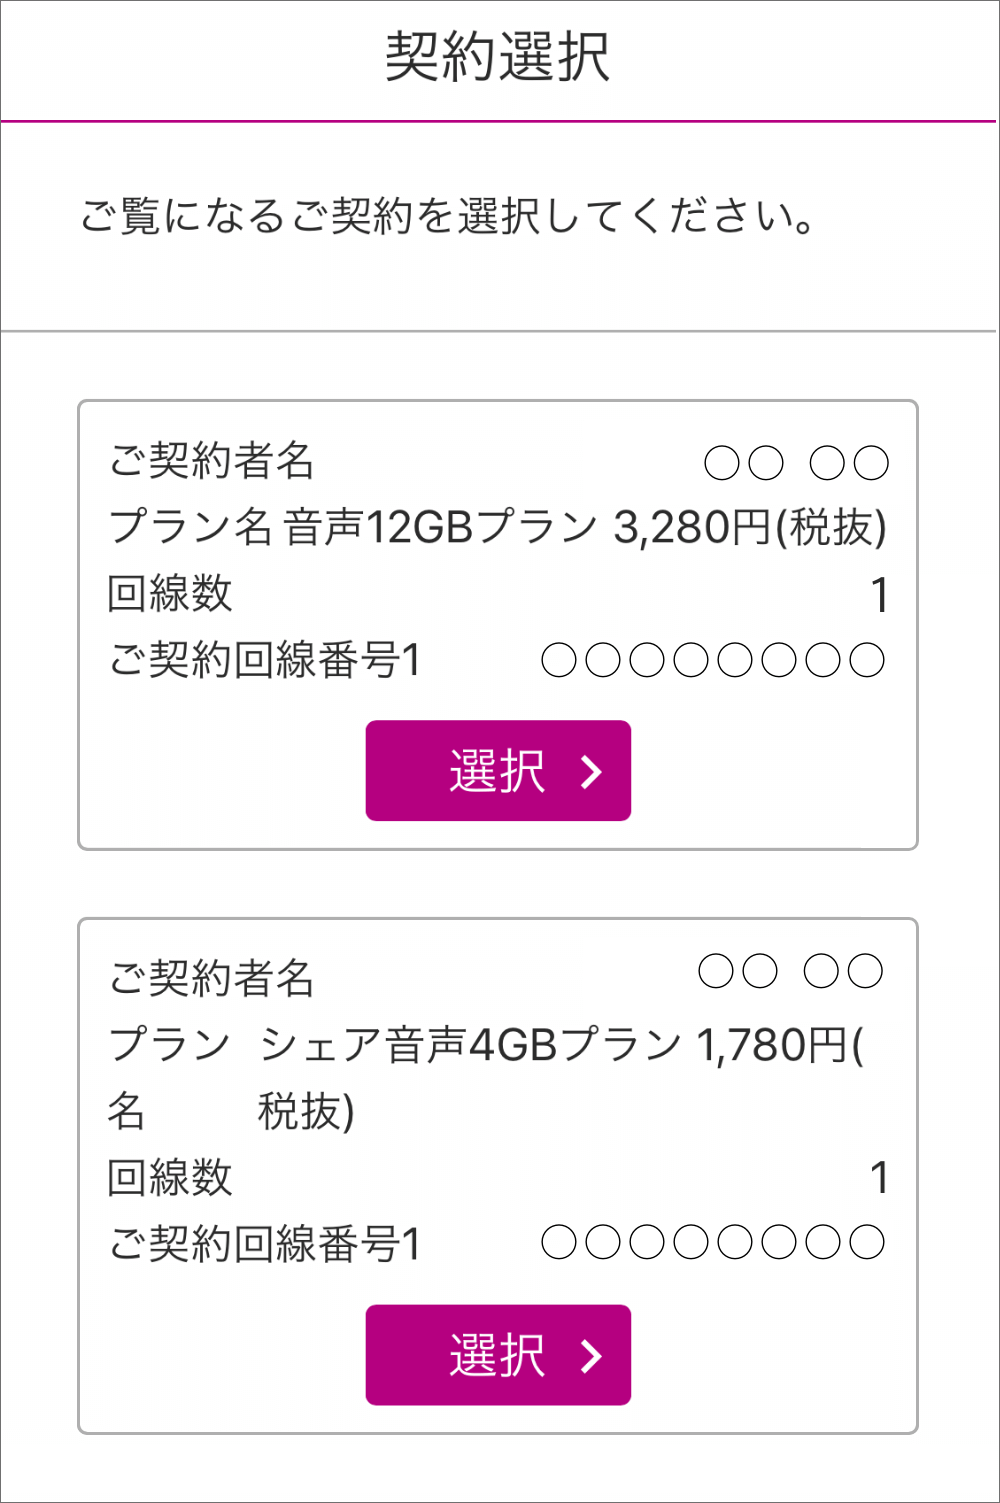 契約選択
ご覧になるご契約を選択してください。
ご契約者名 ○○ ○○
プラン名 音声12GBプラン 3,280円(税抜)
回線数 1
ご契約回線番号1 ○○○○○○○○
選択
ご契約者名 ○○ ○○
プラン シェア音声4GBプラン 1,780円(
名 税抜)
回線数 1
ご契約回線番号1 ○○○○○○○○
選択